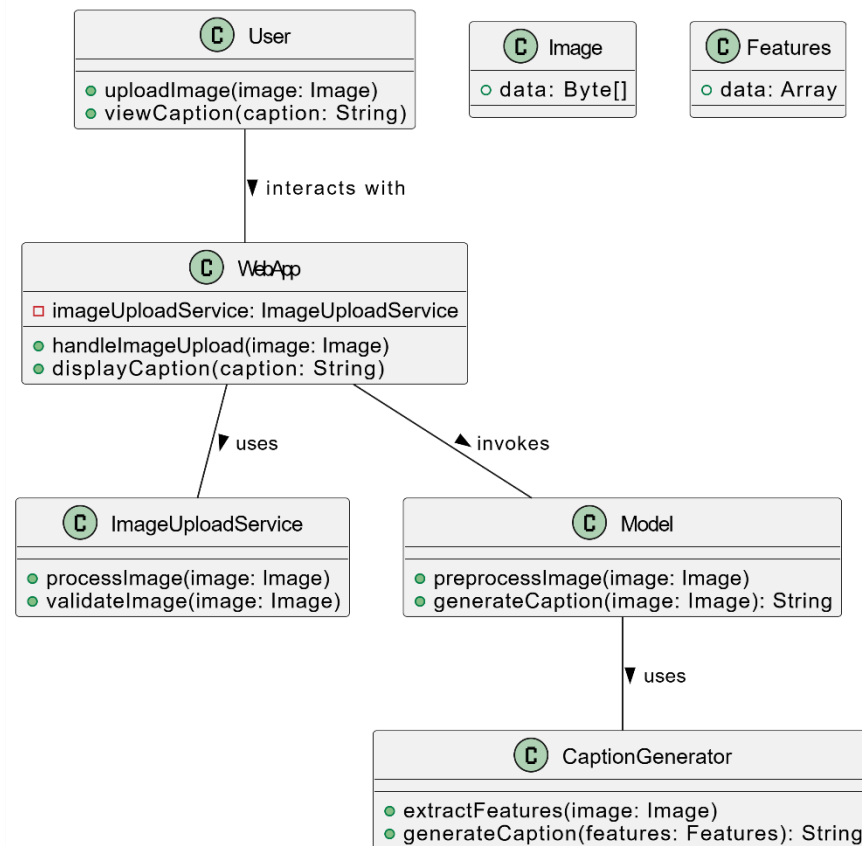 C User
uploadImage(image: Image)
viewCaption(caption: String)
C Image
data: Byte[]
C Features
data: Array
interacts with
C WebApp
imageUploadService: ImageUploadService
handleImageUpload(image: Image)
displayCaption(caption: String)
uses
invokes
C ImageUploadService
processImage(image: Image)
validateImage(image: Image)
C Model
preprocessImage(image: Image)
generateCaption(image: Image): String
uses
C CaptionGenerator
extractFeatures(image: Image)
generateCaption(features: Features): String